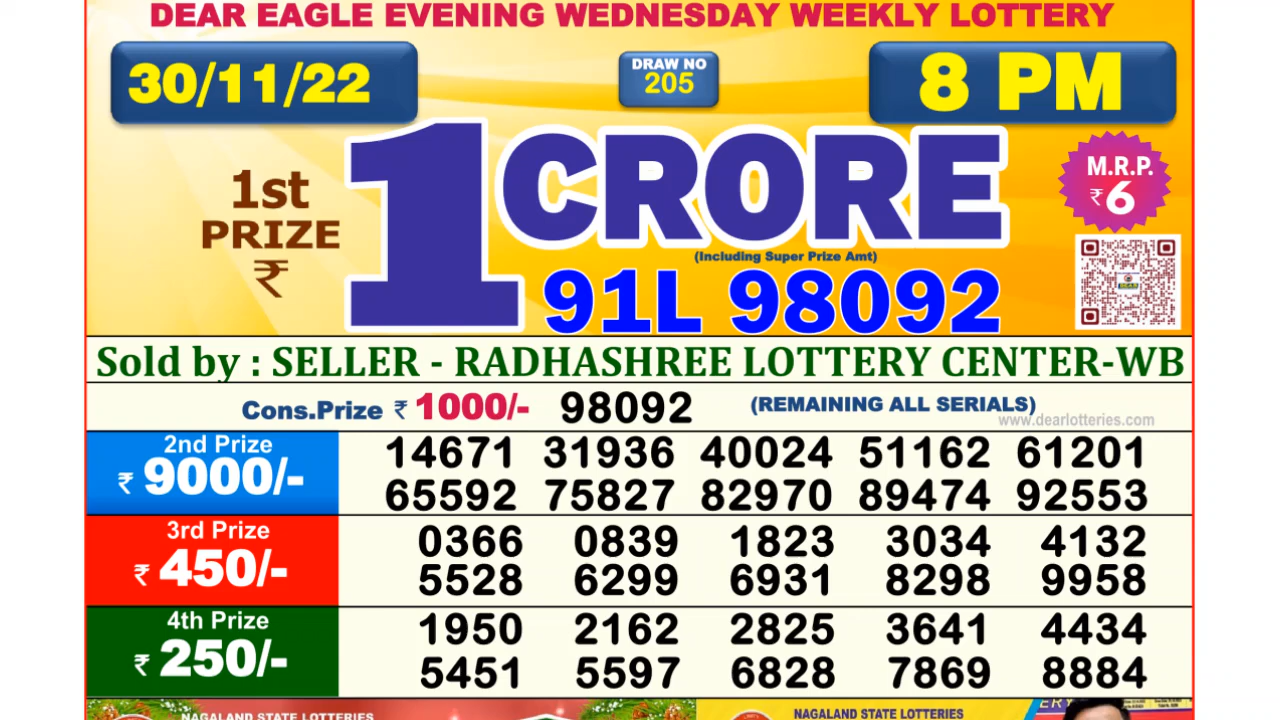 DEAR EAGLE EVENING WEDNESDAY WEEKLY LOTTERY
30/11/22
DRAW NO
205
8 PM
1st
PRIZE
₹
1 CRORE
(Including Super Prize Amt)
91L 98092
M.R.P.
₹6
Sold by : SELLER - RADHASHREE LOTTERY CENTER-WB
Cons.Prize ₹ 1000/- 98092 (REMAINING ALL SERIALS)
www.dearlotteries.com
2nd Prize
₹ 9000/-
14671 31936 40024 51162 61201
65592 75827 82970 89474 92553
3rd Prize
₹ 450/-
0366 0839 1823 3034 4132
5528 6299 6931 8298 9958
4th Prize
₹ 250/-
1950 2162 2825 3641 4434
5451 5597 6828 7869 8884
NAGALAND STATE LOTTERIES
NAGALAND STATE LOTTERIES